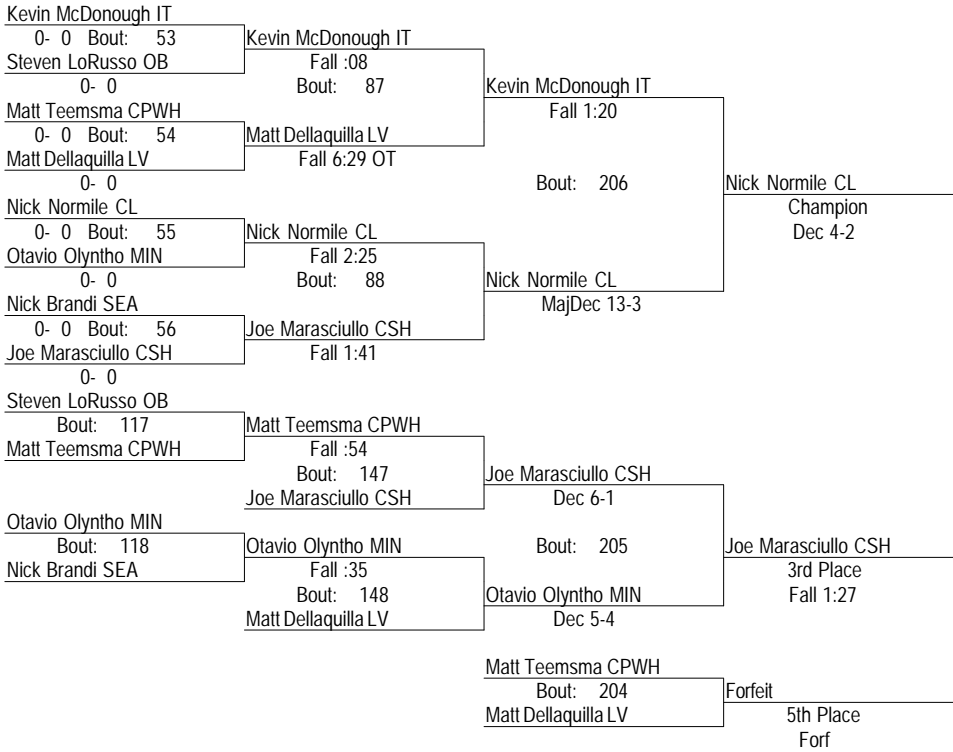 Kevin McDonough IT
0- 0 Bout: 53
Kevin McDonough IT
Steven LoRusso OB
Fall :08
0- 0
Bout: 87
Kevin McDonough IT
Matt Teemsma CPWH
Fall 1:20
0- 0 Bout: 54
Matt Dellaquilla LV
Matt Dellaquilla LV
Fall 6:29 OT
0- 0
Bout: 206
Nick Normile CL
Nick Normile CL
Champion
0- 0 Bout: 55
Nick Normile CL
Dec 4-2
Otavio Olyntho MIN
Fall 2:25
0- 0
Bout: 88
Nick Normile CL
Nick Brandi SEA
MajDec 13-3
0- 0 Bout: 56
Joe Marasciullo CSH
Joe Marasciullo CSH
Fall 1:41
0- 0
Steven LoRusso OB
Bout: 117
Matt Teemsma CPWH
Matt Teemsma CPWH
Fall :54
Bout: 147
Joe Marasciullo CSH
Joe Marasciullo CSH
Dec 6-1
Otavio Olyntho MIN
Bout: 118
Otavio Olyntho MIN
Bout: 205
Joe Marasciullo CSH
Nick Brandi SEA
Fall :35
3rd Place
Bout: 148
Otavio Olyntho MIN
Fall 1:27
Matt Dellaquilla LV
Dec 5-4
Matt Teemsma CPWH
Bout: 204
Forfeit
Matt Dellaquilla LV
5th Place
Forf